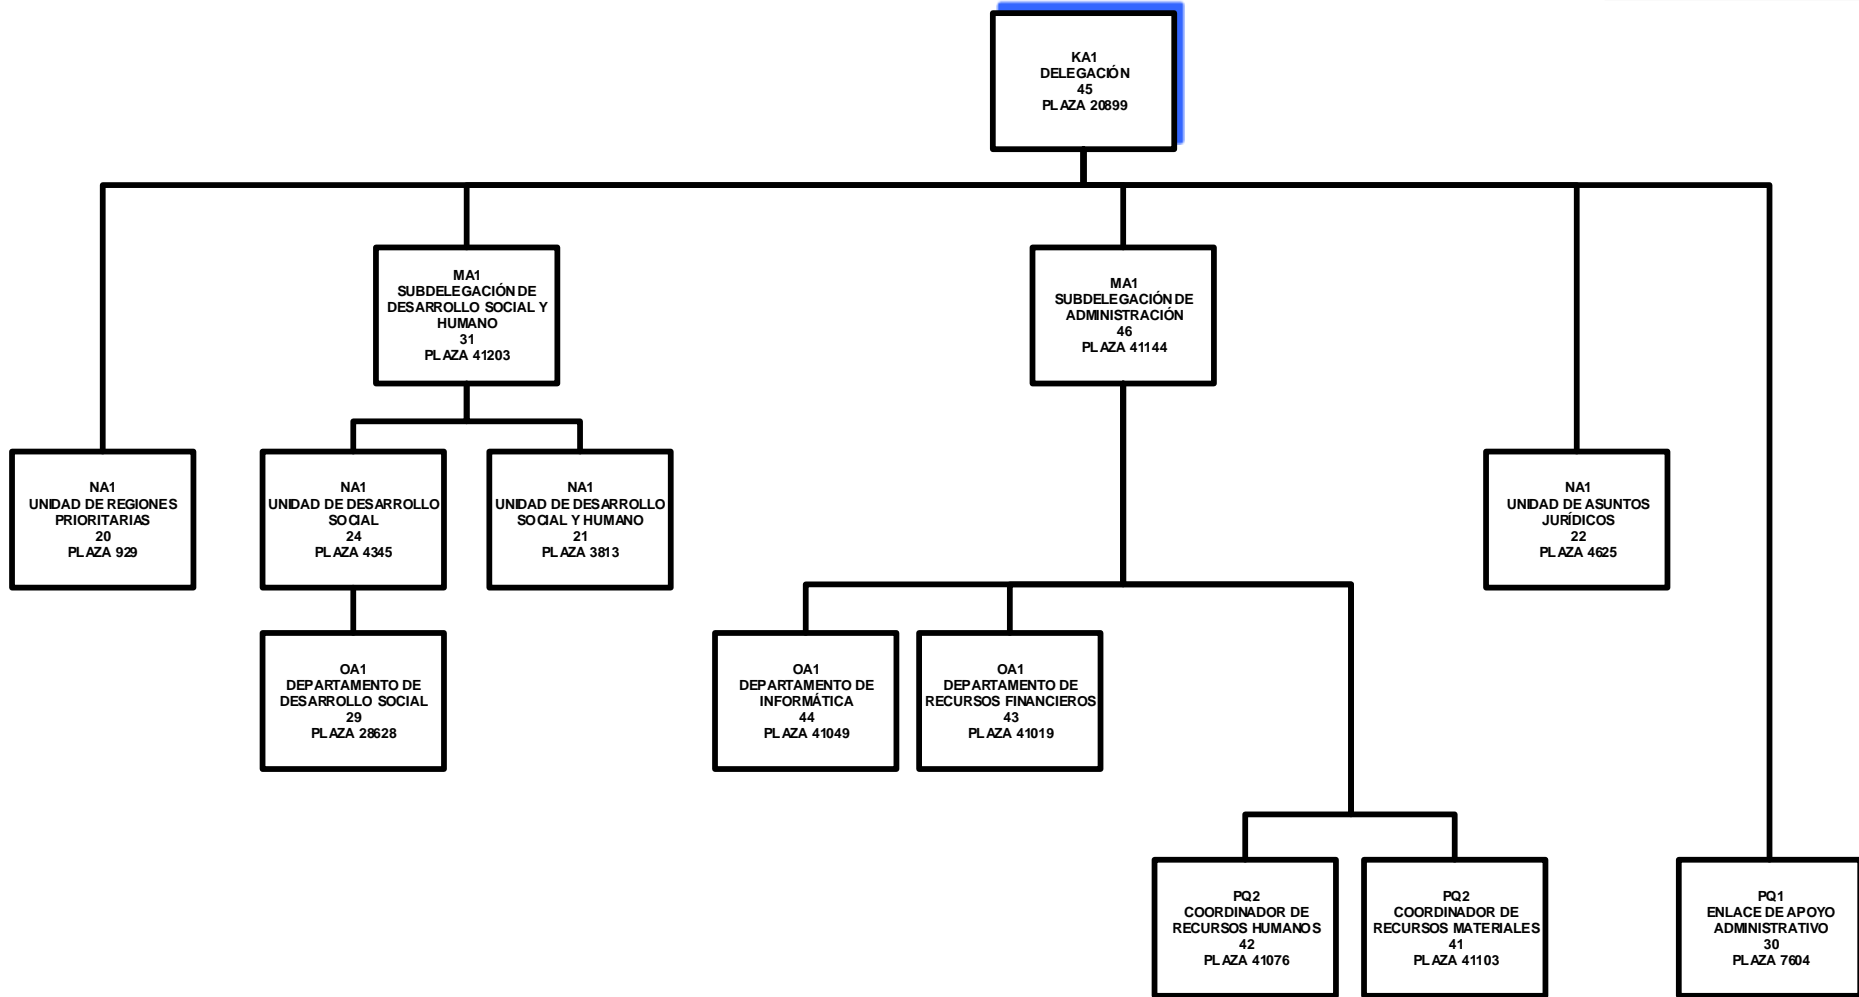 KA1
DELEGACIÓN
45
PLAZA 20899
MA1
SUBDELEGACIÓN DE
DESARROLLO SOCIAL Y
HUMANO
31
PLAZA 41203
MA1
SUBDELEGACIÓN DE
ADMINISTRACIÓN
46
PLAZA 41144
NA1
UNIDAD DE REGIONES
PRIORITARIAS
20
PLAZA 929
NA1
UNIDAD DE DESARROLLO
SOCIAL
24
PLAZA 4345
NA1
UNIDAD DE DESARROLLO
SOCIAL Y HUMANO
21
PLAZA 3813
NA1
UNIDAD DE ASUNTOS
JURÍDICOS
22
PLAZA 4625
OA1
DEPARTAMENTO DE
DESARROLLO SOCIAL
29
PLAZA 28628
OA1
DEPARTAMENTO DE
INFORMÁTICA
44
PLAZA 41049
OA1
DEPARTAMENTO DE
RECURSOS FINANCIEROS
43
PLAZA 41019
PQ2
COORDINADOR DE
RECURSOS HUMANOS
42
PLAZA 41076
PQ2
COORDINADOR DE
RECURSOS MATERIALES
41
PLAZA 41103
PQ1
ENLACE DE APOYO
ADMINISTRATIVO
30
PLAZA 7604